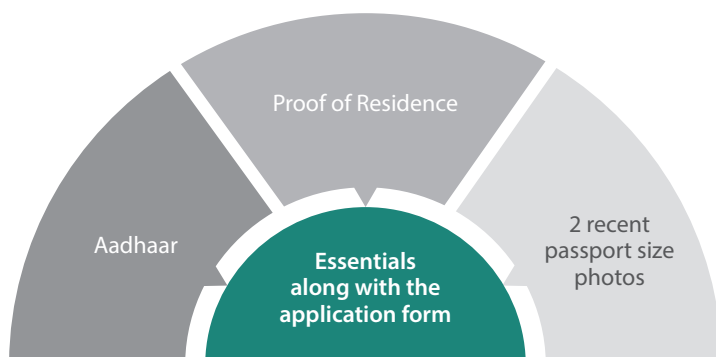 Proof of Residence
Aadhaar
2 recent
passport size
photos
Essentials
along with the
application form